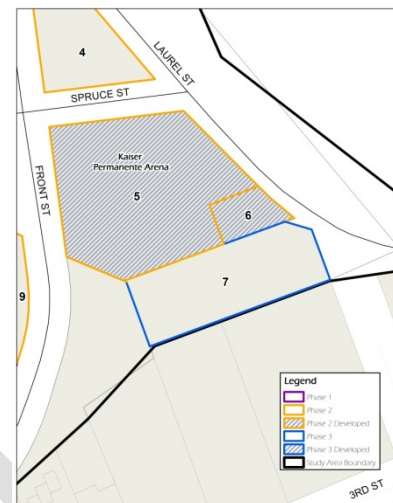 4
LAUREL ST
SPRUCE ST
Kaiser
Permanente Arena
FRONT ST
5
6
7
9
Legend
Phase 1
Phase 2
Phase 2 Developed
Phase 3
Phase 3 Developed
Study Area Boundary
3RD ST